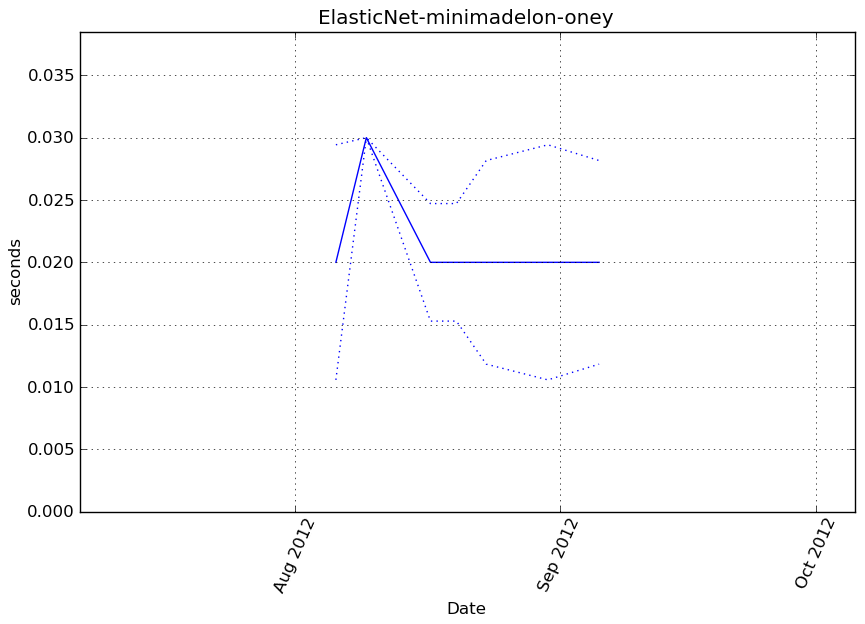 ElasticNet-minimadelon-oney
0.035
0.030
0.025
0.020
0.015
0.010
0.005
0.000
seconds
Aug 2012
Sep 2012
Oct 2012
Date